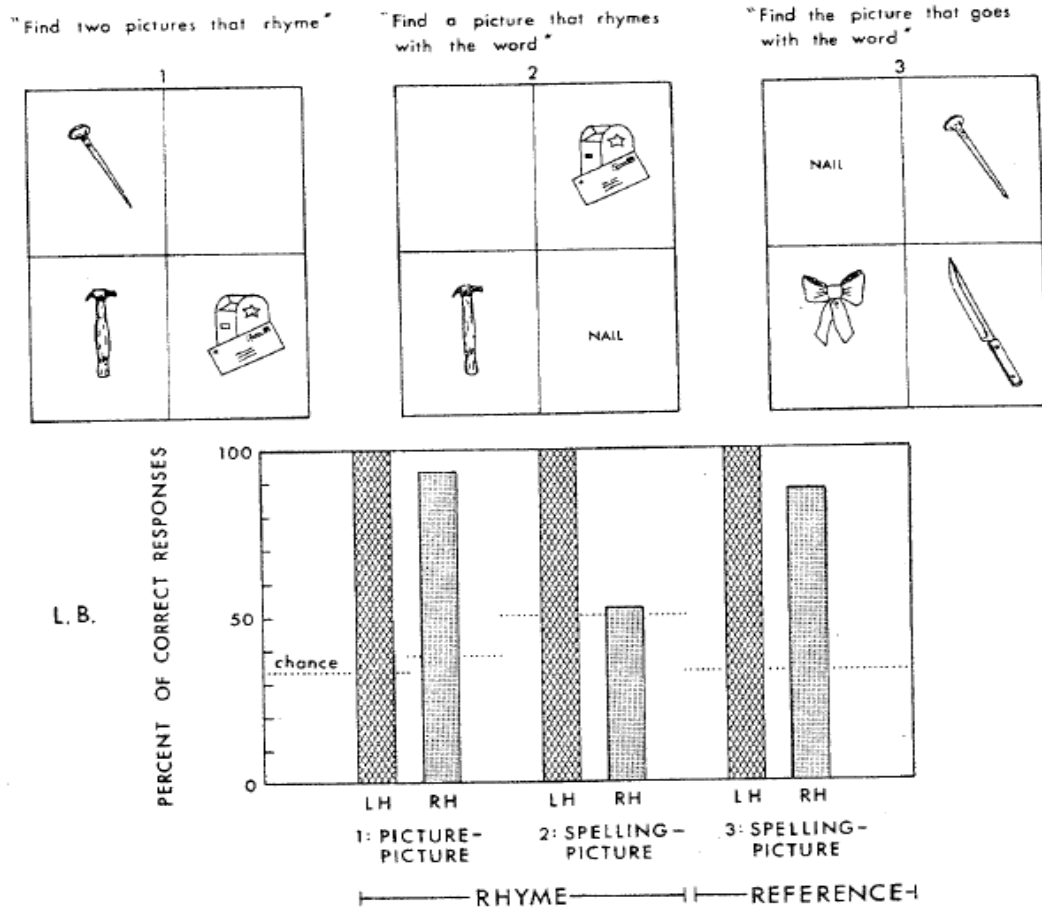 "Find two pictures that rhyme"
"Find a picture that rhymes
with the word"
"Find the picture that goes
with the word"
1
2
3
NAIL
NAIL
PERCENT OF CORRECT RESPONSES
100
50
0
chance
L.B.
LH RH LH RH LH RH
1: PICTURE-
PICTURE
2: SPELLING-
PICTURE
3: SPELLING-
PICTURE
RHYME
REFERENCE